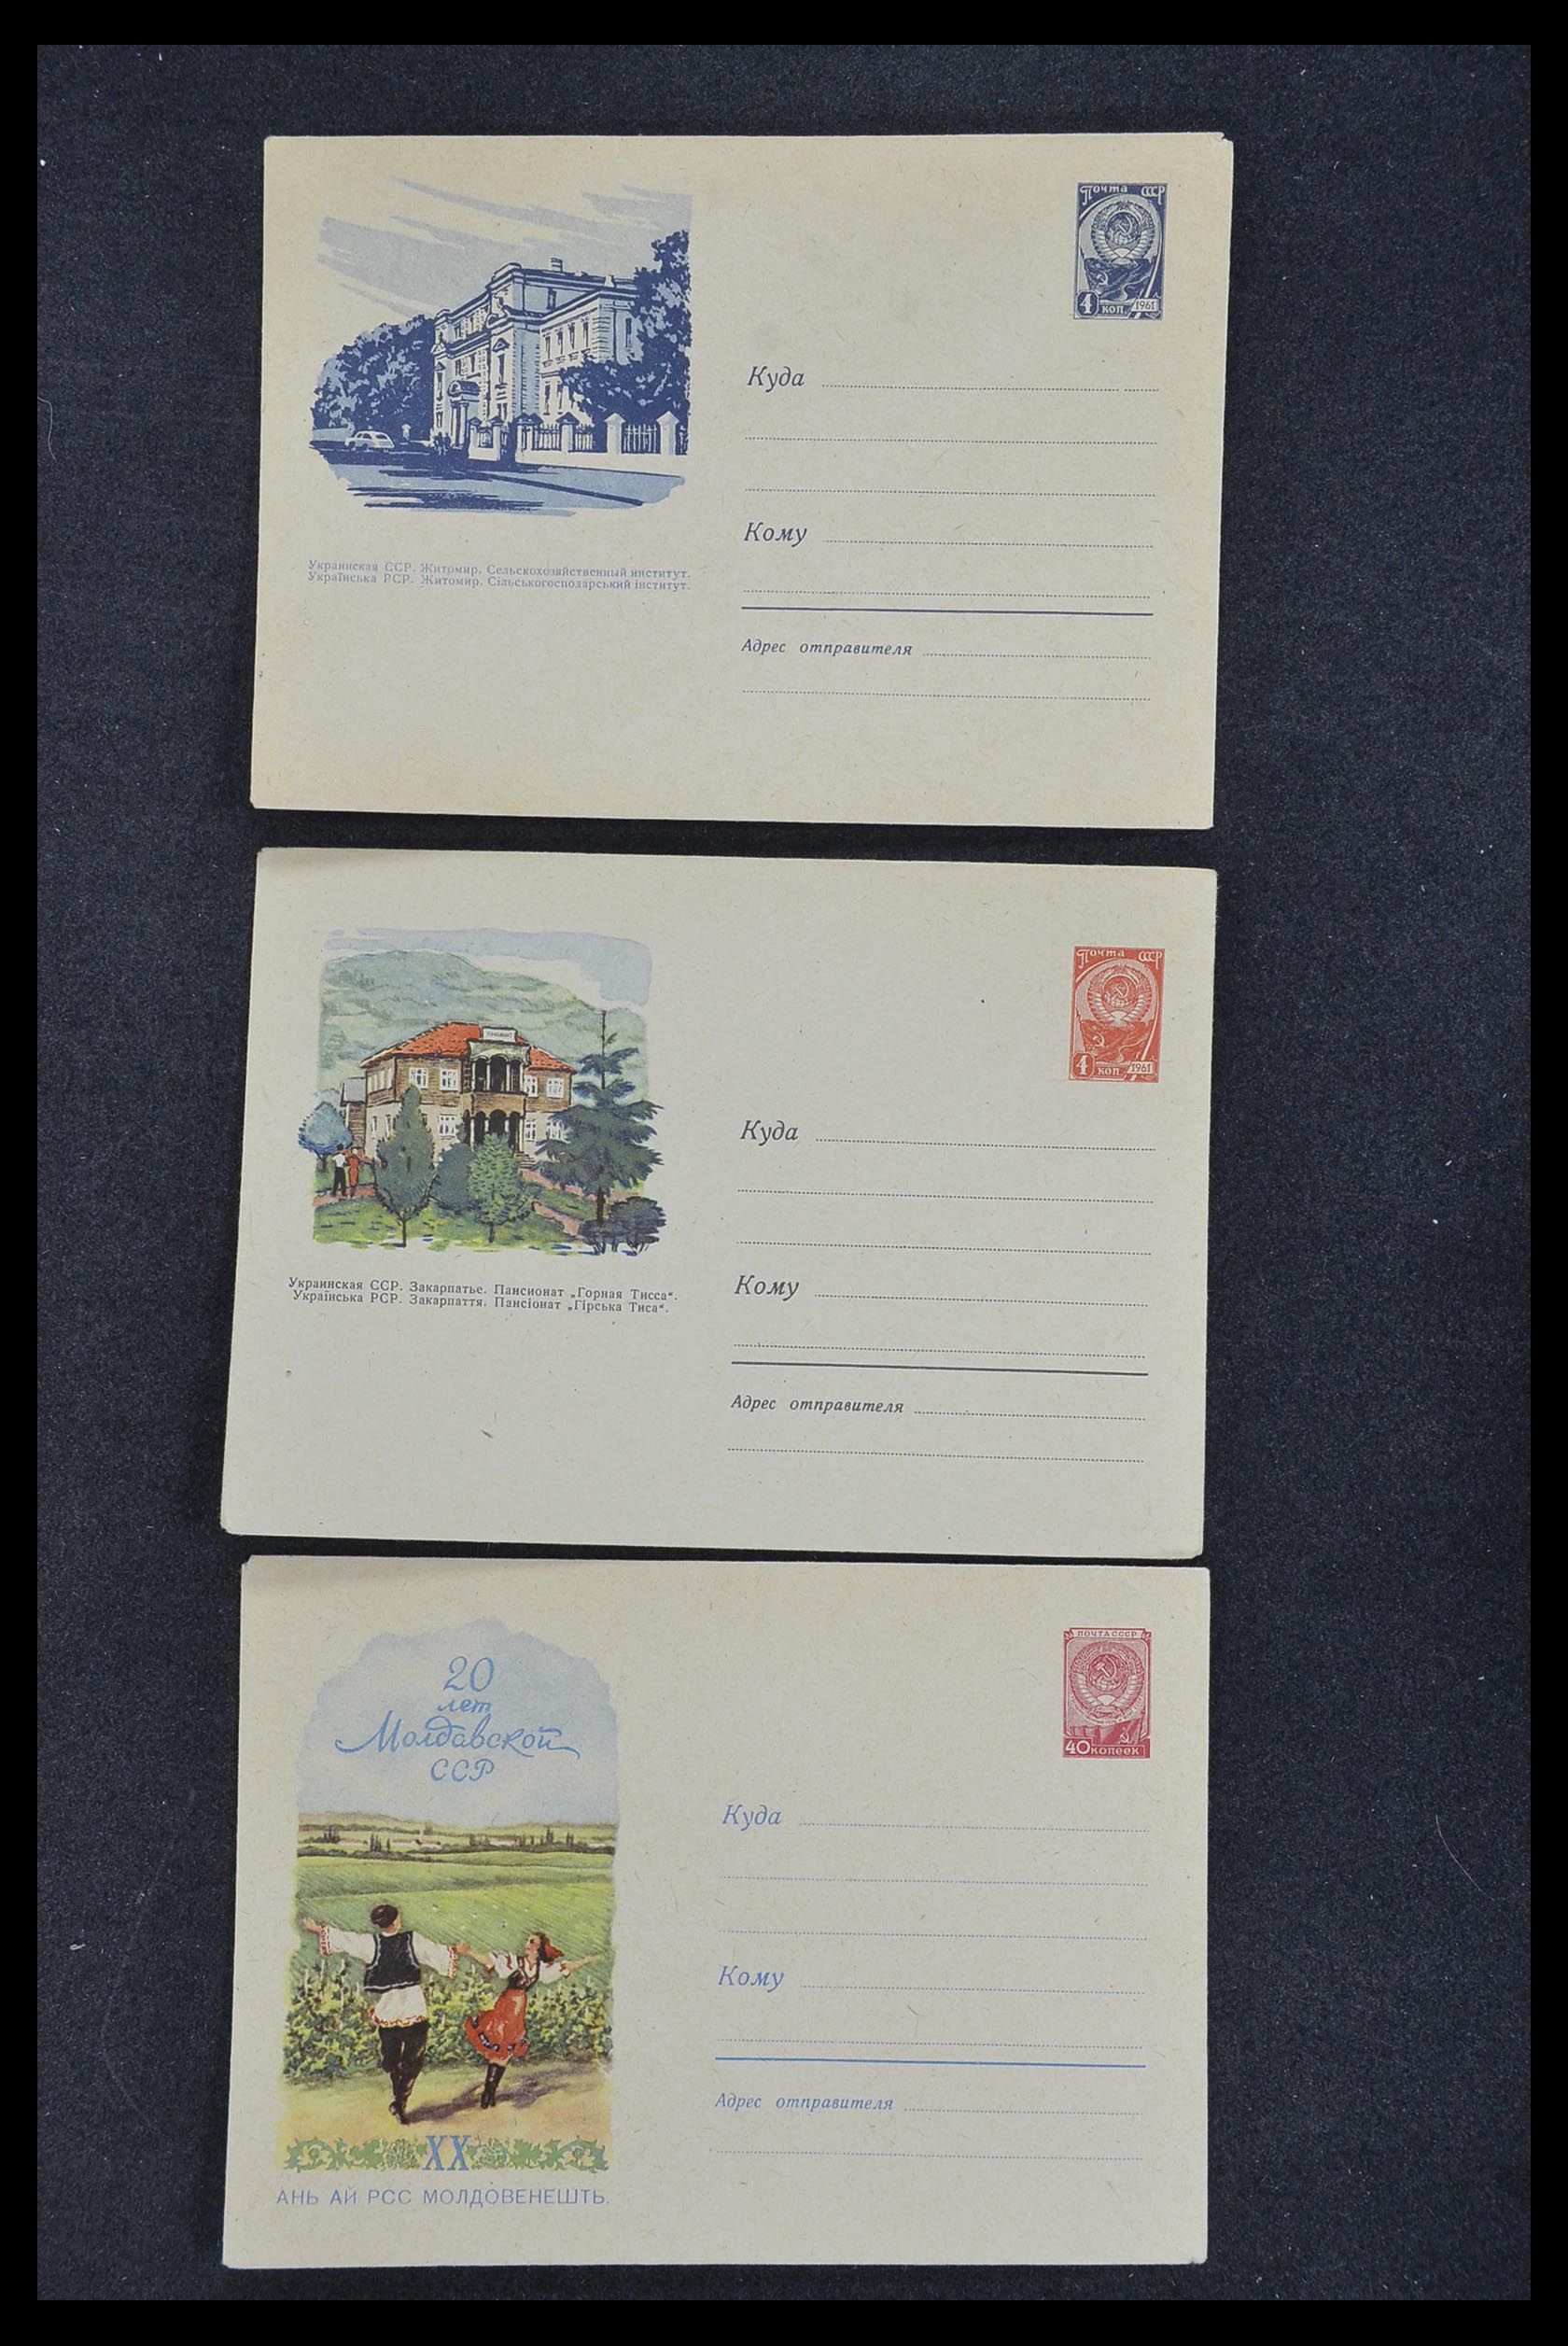 Почта СССР
4 коп. 1961
Куда
Кому
Украинская ССР. Житомир. Сельскохозяйственный институт.
Українська РСР. Житомир. Сільськогосподарський інститут.
Адрес отправителя
Почта СССР
4 коп. 1961
Куда
Кому
Украинская ССР. Закарпатье. Пансионат „Горная Тисса“.
Українська РСР. Закарпаття. Пансіонат „Гірська Тиса“.
Адрес отправителя
ПОЧТА СССР
40 копеек
20
лет
Молдавской
ССР
Куда
Кому
Адрес отправителя
XX
АНЬ АЙ РСС МОЛДОВЕНЕШТЬ.